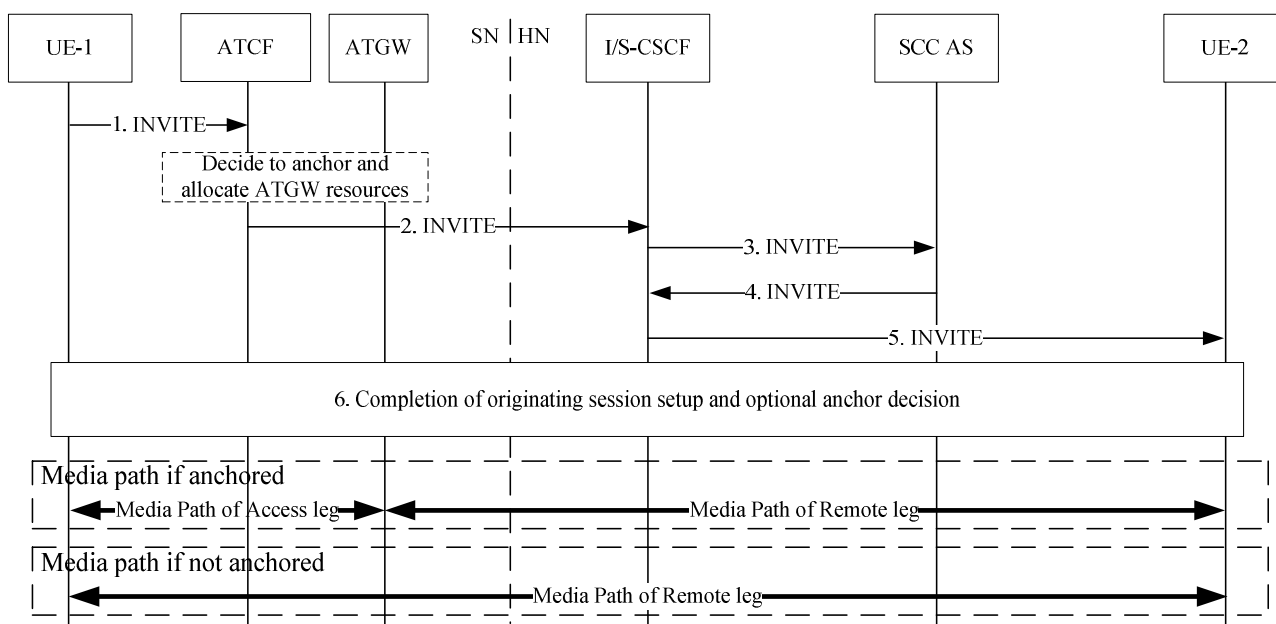 UE-1
ATCF
ATGW
SN
HN
I/S-CSCF
SCC AS
UE-2
1. INVITE
Decide to anchor and
allocate ATGW resources
2. INVITE
3. INVITE
4. INVITE
5. INVITE
6. Completion of originating session setup and optional anchor decision
Media path if anchored
Media Path of Access leg
Media Path of Remote leg
Media path if not anchored
Media Path of Remote leg